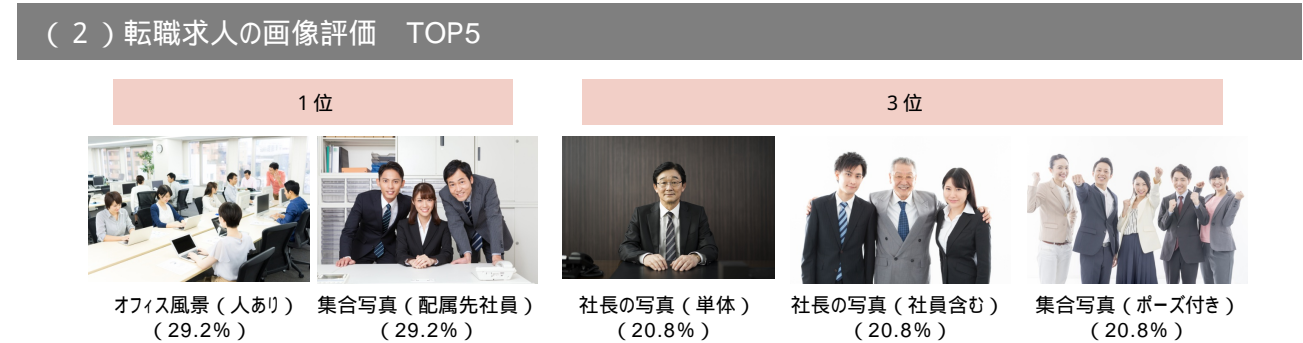 （２）転職求人の画像評価　TOP5
1位
3位
オフィス風景（人あり）
（29.2%）
集合写真（配属先社員）
（29.2%）
社長の写真（単体）
（20.8%）
社長の写真（社員含む）
（20.8%）
集合写真（ポーズ付き）
（20.8%）